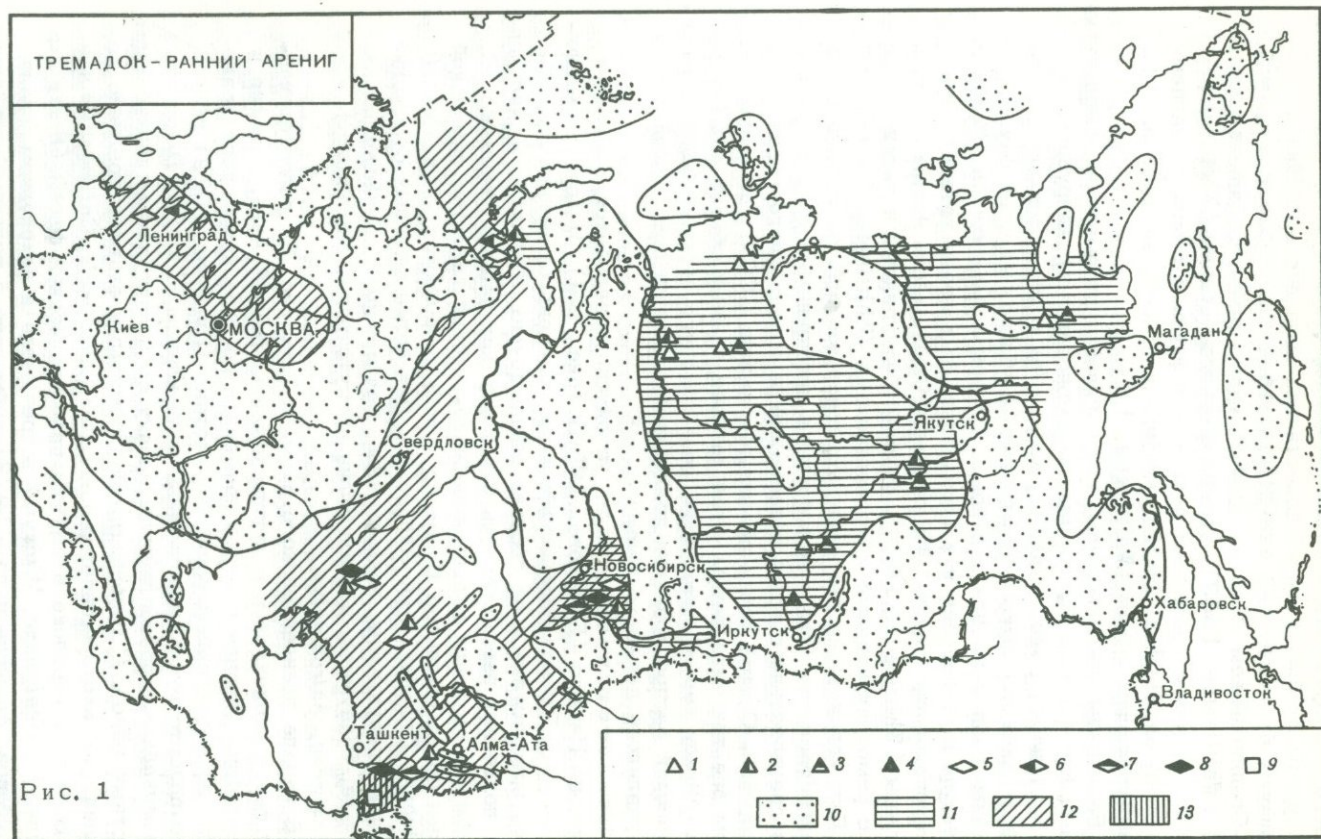 ТРЕМАДОК – РАННИЙ АРЕНИГ
Ленинград
Киев
МОСКВА
Магадан
Якутск
Свердловск
Новосибирск
Хабаровск
Иркутск
Владивосток
Ташкент
Алма-Ата
1 2 3 4 5 6 7 8 9
10 11 12 13
Рис. 1